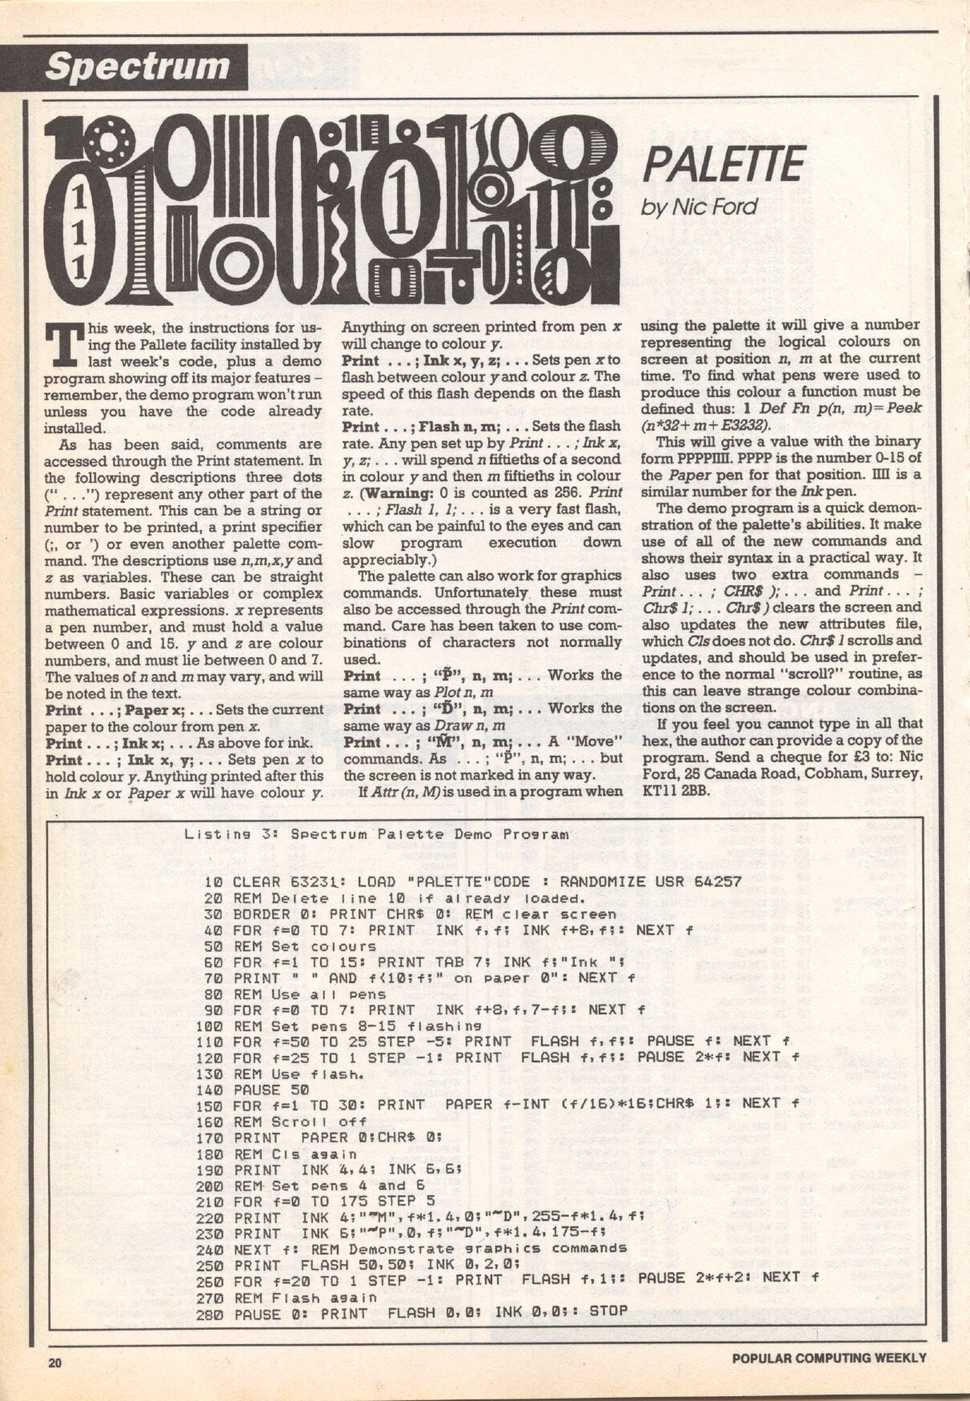 Spectrum
PALETTE
by Nic Ford
This week, the instructions for us-
ing the Pallete facility installed by
last week's code, plus a demo
program showing off its major features –
remember, the demo program won't run
unless you have the code already
installed.
As has been said, comments are
accessed through the Print statement. In
the following descriptions three dots
(" . . .") represent any other part of the
Print statement. This can be a string or
number to be printed, a print specifier
(;, or ') or even another palette com-
mand. The descriptions use n,m,x,y and
z as variables. These can be straight
numbers. Basic variables or complex
mathematical expressions. x represents
a pen number, and must hold a value
between 0 and 15. y and z are colour
numbers, and must lie between 0 and 7.
The values of n and m may vary, and will
be noted in the text.
Print . . . ; Paper x; . . . Sets the current
paper to the colour from pen x.
Print . . . ; Ink x; . . . As above for ink.
Print . . . ; Ink x, y; . . . Sets pen x to
hold colour y. Anything printed after this
in Ink x or Paper x will have colour y.
Anything on screen printed from pen x
will change to colour y.
Print . . . ; Ink x, y, z; . . . Sets pen x to
flash between colour y and colour z. The
speed of this flash depends on the flash
rate.
Print . . . ; Flash n, m; . . . Sets the flash
rate. Any pen set up by Print . . . ; Ink x,
y, z; . . . will spend n fiftieths of a second
in colour y and then m fiftieths in colour
z. (Warning: 0 is counted as 256. Print
. . . ; Flash 1, 1; . . . is a very fast flash,
which can be painful to the eyes and can
slow program execution down
appreciably.)
The palette can also work for graphics
commands. Unfortunately these must
also be accessed through the Print com-
mand. Care has been taken to use com-
binations of characters not normally
used.
Print . . . ; "P̃", n, m; . . . Works the
same way as Plot n, m
Print . . . ; "D̃", n, m; . . . Works the
same way as Draw n, m
Print . . . ; "M̃", n, m; . . . A "Move"
commands. As . . . ; "P̃", n, m; . . . but
the screen is not marked in any way.
If Attr (n, M) is used in a program when
using the palette it will give a number
representing the logical colours on
screen at position n, m at the current
time. To find what pens were used to
produce this colour a function must be
defined thus: 1 Def Fn p(n, m)=Peek
(n*32+m+E3232).
This will give a value with the binary
form PPPPIIII. PPPP is the number 0-15 of
the Paper pen for that position. IIII is a
similar number for the Ink pen.
The demo program is a quick demon-
stration of the palette's abilities. It make
use of all of the new commands and
shows their syntax in a practical way. It
also uses two extra commands –
Print . . . ; CHR$ ); . . . and Print . . . ;
Chr$ 1; . . . Chr$ ) clears the screen and
also updates the new attributes file,
which Cls does not do. Chr$ 1 scrolls and
updates, and should be used in prefer-
ence to the normal "scroll?" routine, as
this can leave strange colour combina-
tions on the screen.
If you feel you cannot type in all that
hex, the author can provide a copy of the
program. Send a cheque for £3 to: Nic
Ford, 25 Canada Road, Cobham, Surrey,
KT11 2BB.
Listing 3: Spectrum Palette Demo Program
10 CLEAR 63231: LOAD "PALETTE"CODE : RANDOMIZE USR 64257
20 REM Delete line 10 if already loaded.
30 BORDER 0: PRINT CHR$ 0: REM clear screen
40 FOR f=0 TO 7: PRINT  INK f,f; INK f+8,f;: NEXT f
50 REM Set colours
60 FOR f=1 TO 15: PRINT TAB 7; INK f;"Ink ";
70 PRINT " " AND f<10;f;" on paper 0": NEXT f
80 REM Use all pens
90 FOR f=0 TO 7: PRINT  INK f+8,f,7-f;: NEXT f
100 REM Set pens 8-15 flashing
110 FOR f=50 TO 25 STEP -5: PRINT  FLASH f,f;: PAUSE f: NEXT f
120 FOR f=25 TO 1 STEP -1: PRINT  FLASH f,f;: PAUSE 2*f: NEXT f
130 REM Use flash.
140 PAUSE 50
150 FOR f=1 TO 30: PRINT  PAPER f-INT (f/16)*16;CHR$ 1;: NEXT f
160 REM Scroll off
170 PRINT  PAPER 0;CHR$ 0;
180 REM Cls again
190 PRINT  INK 4,4; INK 6,6;
200 REM Set pens 4 and 6
210 FOR f=0 TO 175 STEP 5
220 PRINT  INK 4;"~M",f*1.4,0;"~D",255-f*1.4,f;
230 PRINT  INK 6;"~P",0,f;"~D",f*1.4,175-f;
240 NEXT f: REM Demonstrate graphics commands
250 PRINT  FLASH 50,50; INK 0,2,0;
260 FOR f=20 TO 1 STEP -1: PRINT  FLASH f,1;: PAUSE 2*f+2: NEXT f
270 REM Flash again
280 PAUSE 0: PRINT  FLASH 0,0; INK 0,0;: STOP
20
POPULAR COMPUTING WEEKLY